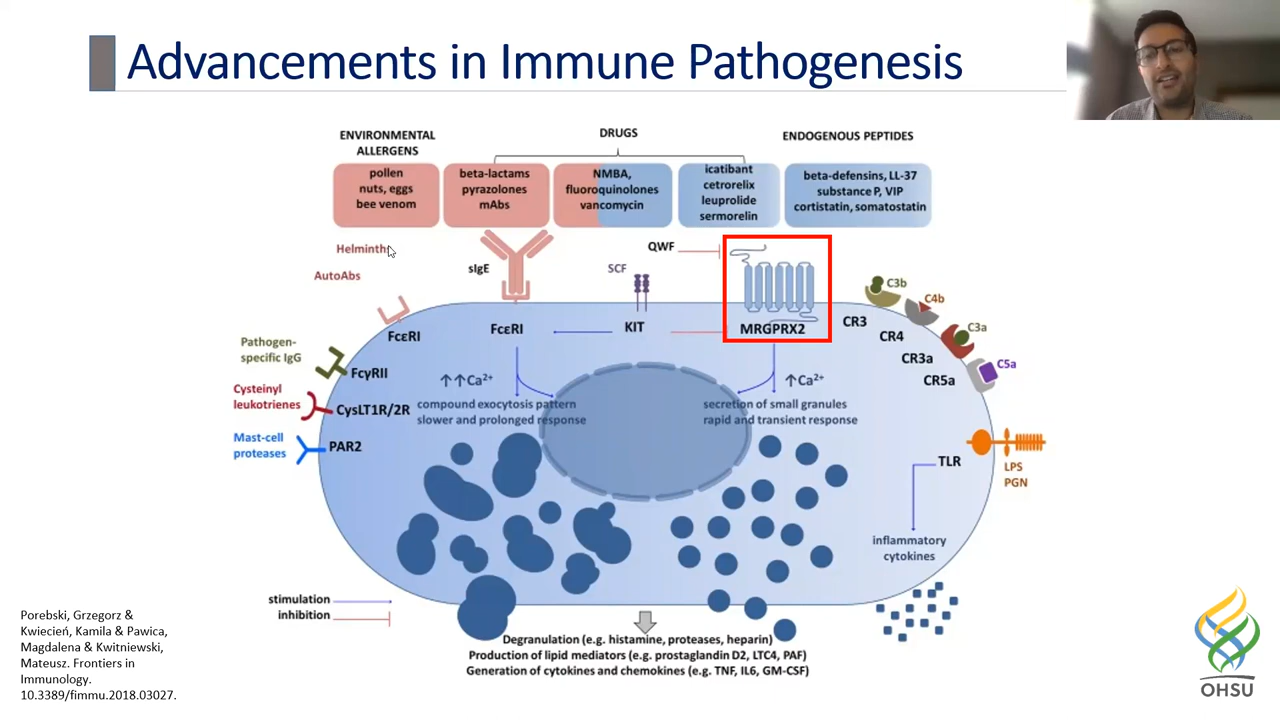 Advancements in Immune Pathogenesis
ENVIRONMENTAL
ALLERGENS
DRUGS
ENDOGENOUS PEPTIDES
pollen
nuts, eggs
bee venom
beta-lactams
pyrazolones
mAbs
NMBA,
fluoroquinolones
vancomycin
icatibant
cetrorelix
leuprolide
sermorelin
beta-defensins, LL-37
substance P, VIP
cortistatin, somatostatin
Helminths
AutoAbs
sIgE
SCF
QWF
C3b
C4b
C3a
C5a
FcεRI
FcεRI
KIT
MRGPRX2
CR3
CR4
CR3a
CR5a
Pathogen-
specific IgG
FcγRII
Cysteinyl
leukotrienes
CysLT1R/2R
Mast-cell
proteases
PAR2
↑↑Ca²⁺
compound exocytosis pattern
slower and prolonged response
↑Ca²⁺
secretion of small granules
rapid and transient response
TLR
LPS
PGN
inflammatory
cytokines
stimulation
inhibition
Degranulation (e.g. histamine, proteases, heparin)
Production of lipid mediators (e.g. prostaglandin D2, LTC4, PAF)
Generation of cytokines and chemokines (e.g. TNF, IL6, GM-CSF)
Porebski, Grzegorz &
Kwiecień, Kamila & Pawica,
Magdalena & Kwitniewski,
Mateusz. Frontiers in
Immunology.
10.3389/fimmu.2018.03027.
OHSU